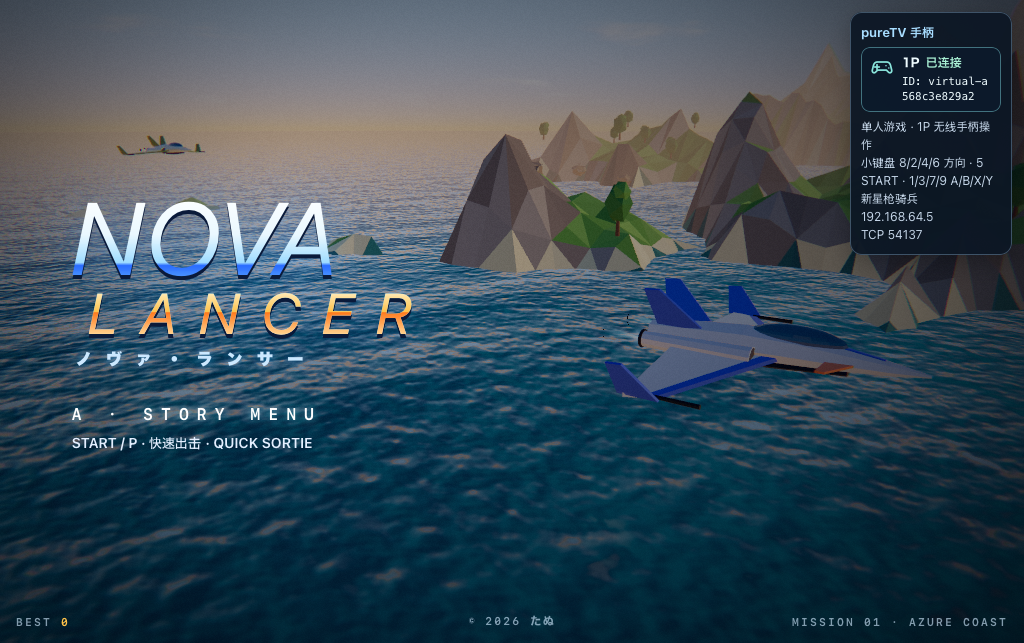 pureTV 手柄
1P 已连接
ID: virtual-a
568c3e829a2
单人游戏 · 1P 无线手柄操
作
小键盘 8/2/4/6 方向 · 5
START · 1/3/7/9 A/B/X/Y
新星枪骑兵
192.168.64.5
TCP 54137
NOVA
LANCER
ノヴァ・ランサー
A · STORY MENU
START / P · 快速出击 · QUICK SORTIE
BEST 0
© 2026 たぬ
MISSION 01 · AZURE COAST